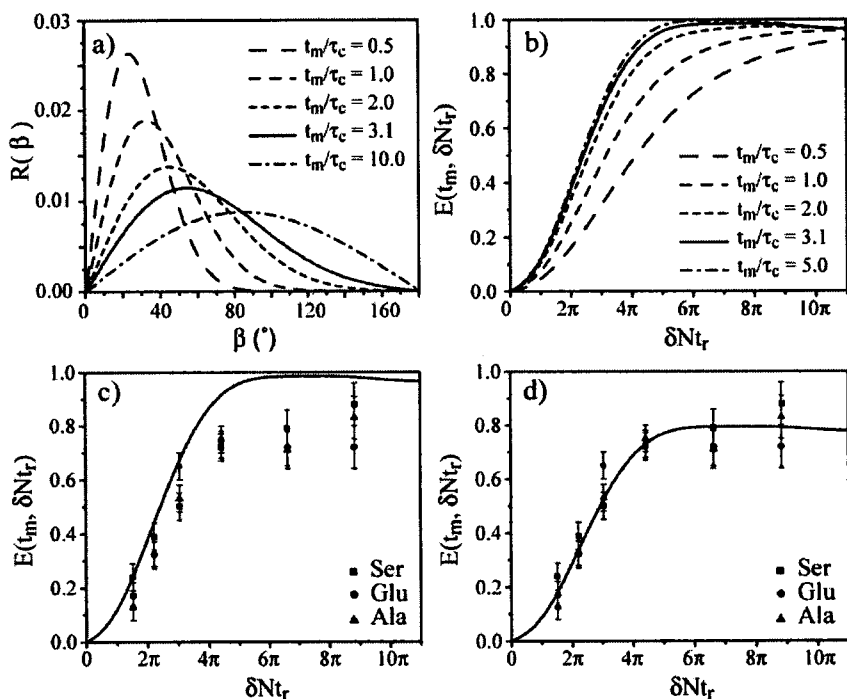 a)
t_m/τ_c = 0.5
t_m/τ_c = 1.0
t_m/τ_c = 2.0
t_m/τ_c = 3.1
t_m/τ_c = 10.0
0.03
0.02
0.01
0.00
R(β)
0 40 80 120 160
β (°)
b)
t_m/τ_c = 0.5
t_m/τ_c = 1.0
t_m/τ_c = 2.0
t_m/τ_c = 3.1
t_m/τ_c = 5.0
1.0
0.8
0.6
0.4
0.2
0.0
E(t_m, δNt_r)
2π 4π 6π 8π 10π
δNt_r
c)
Ser
Glu
Ala
1.0
0.8
0.6
0.4
0.2
0.0
E(t_m, δNt_r)
0 2π 4π 6π 8π 10π
δNt_r
d)
Ser
Glu
Ala
1.0
0.8
0.6
0.4
0.2
0.0
E(t_m, δNt_r)
0 2π 4π 6π 8π 10π
δNt_r